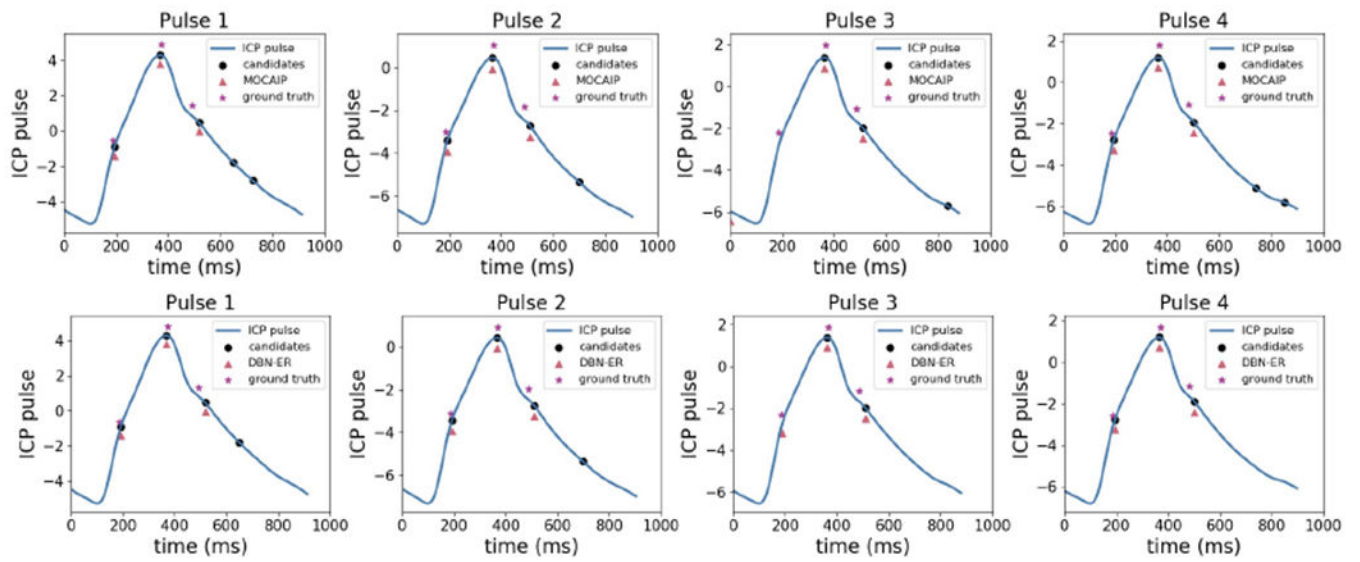 Pulse 1
ICP pulse
4
2
0
−2
−4
0 200 400 600 800 1000
time (ms)
ICP pulse
candidates
MOCAIP
ground truth
Pulse 2
ICP pulse
0
−2
−4
−6
0 200 400 600 800 1000
time (ms)
ICP pulse
candidates
MOCAIP
ground truth
Pulse 3
ICP pulse
2
0
−2
−4
−6
0 200 400 600 800 1000
time (ms)
ICP pulse
candidates
MOCAIP
ground truth
Pulse 4
ICP pulse
2
0
−2
−4
−6
0 200 400 600 800 1000
time (ms)
ICP pulse
candidates
MOCAIP
ground truth
Pulse 1
ICP pulse
4
2
0
−2
−4
0 200 400 600 800 1000
time (ms)
ICP pulse
candidates
DBN-ER
ground truth
Pulse 2
ICP pulse
0
−2
−4
−6
0 200 400 600 800 1000
time (ms)
ICP pulse
candidates
DBN-ER
ground truth
Pulse 3
ICP pulse
2
0
−2
−4
−6
0 200 400 600 800 1000
time (ms)
ICP pulse
candidates
DBN-ER
ground truth
Pulse 4
ICP pulse
2
0
−2
−4
−6
0 200 400 600 800 1000
time (ms)
ICP pulse
candidates
DBN-ER
ground truth